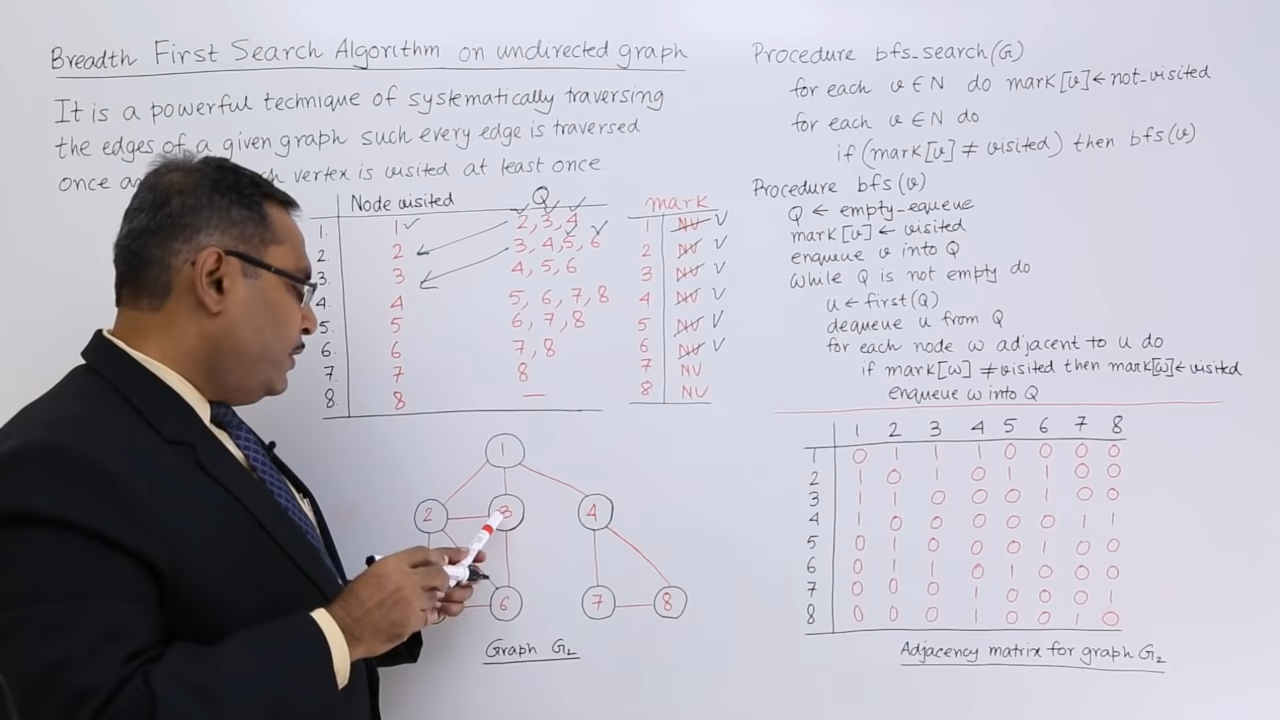 Breadth First Search Algorithm on undirected graph
It is a powerful technique of systematically traversing
the edges of a given graph such every edge is traversed
once vertex is visited at least once.
Node visited Q
1. 1 ✓ 2, 3, 4
2. 2 3, 4, 5, 6
3. 3 4, 5, 6
4. 4 5, 6, 7, 8
5. 5 6, 7, 8
6. 6 7, 8
7. 7 8
8. 8 —
mark
1 NV V
2 NV V
3 NV V
4 NV V
5 NV V
6 NV V
7 NV
8 NV
1
2 3 4
6 7 8
Graph G₂
Procedure bfs_search(G)
for each v ∈ N do mark[v] ← not_visited
for each v ∈ N do
if (mark[v] ≠ visited) then bfs(v)
Procedure bfs(v)
Q ← empty_equeue
mark[v] ← visited
enqueue v into Q
while Q is not empty do
u ← first(Q)
dequeue u from Q
for each node w adjacent to u do
if mark[w] ≠ visited then mark[w] ← visited
enqueue w into Q
1 2 3 4 5 6 7 8
1 0 1 1 1 0 0 0 0
2 1 0 1 0 1 1 0 0
3 1 1 0 0 0 1 0 0
4 1 0 0 0 0 0 1 1
5 0 1 0 0 0 1 0 0
6 0 1 1 0 1 0 0 0
7 0 0 0 1 0 0 0 1
8 0 0 0 1 0 0 1 0
Adjacency matrix for graph G₂